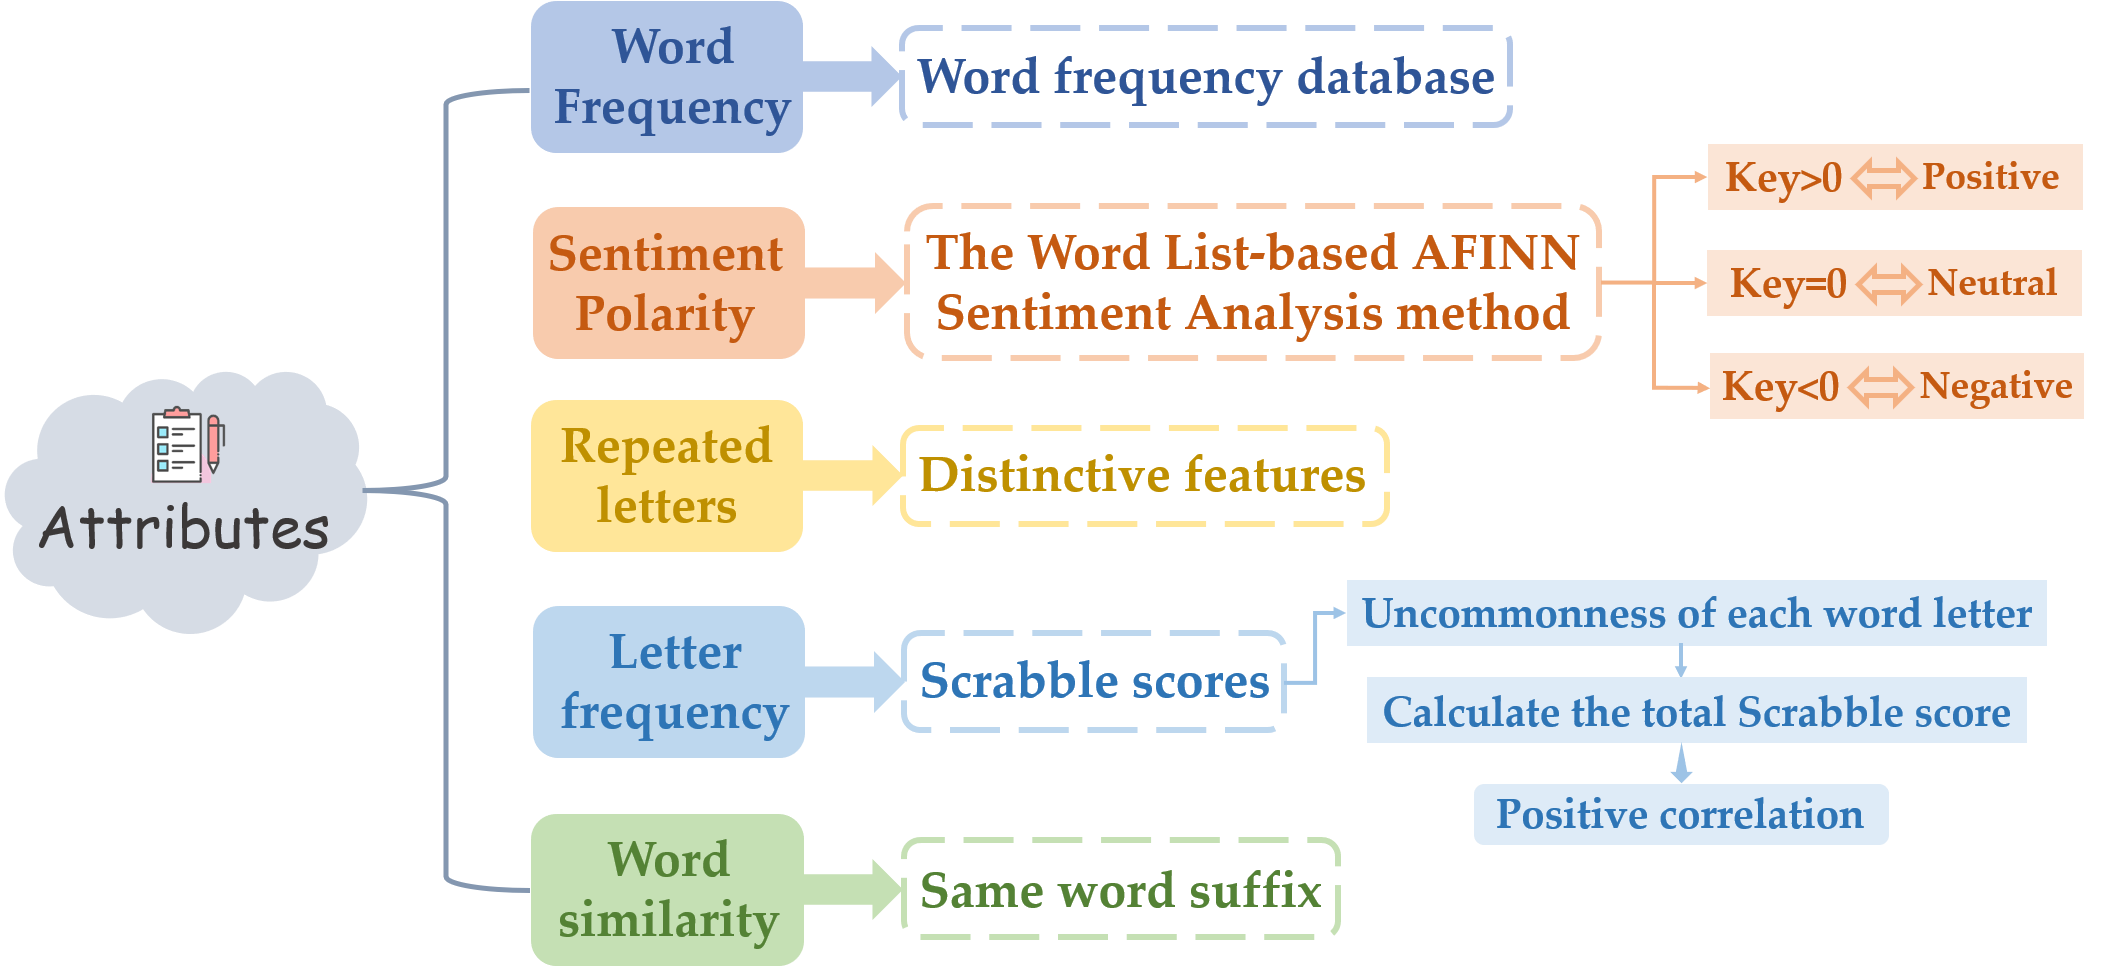 Attributes
Word
Frequency
Word frequency database
Sentiment
Polarity
The Word List-based AFINN
Sentiment Analysis method
Key>0 Positive
Key=0 Neutral
Key<0 Negative
Repeated
letters
Distinctive features
Letter
frequency
Scrabble scores
Uncommonness of each word letter
Calculate the total Scrabble score
Positive correlation
Word
similarity
Same word suffix